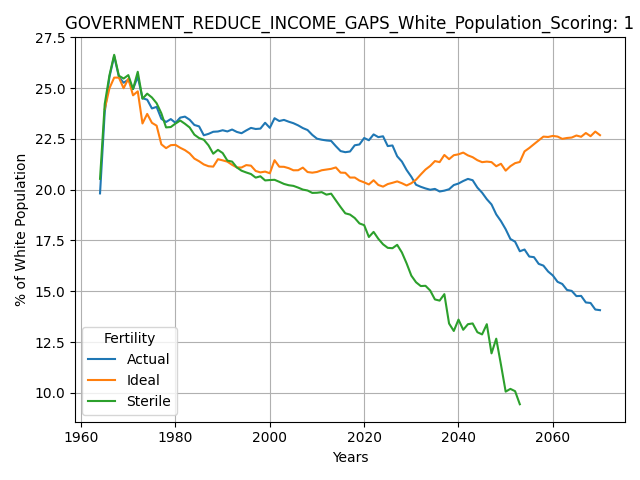 GOVERNMENT_REDUCE_INCOME_GAPS_White_Population_Scoring: 1
27.5
25.0
22.5
20.0
17.5
15.0
12.5
10.0
% of White Population
Fertility
Actual
Ideal
Sterile
1960 1980 2000 2020 2040 2060
Years